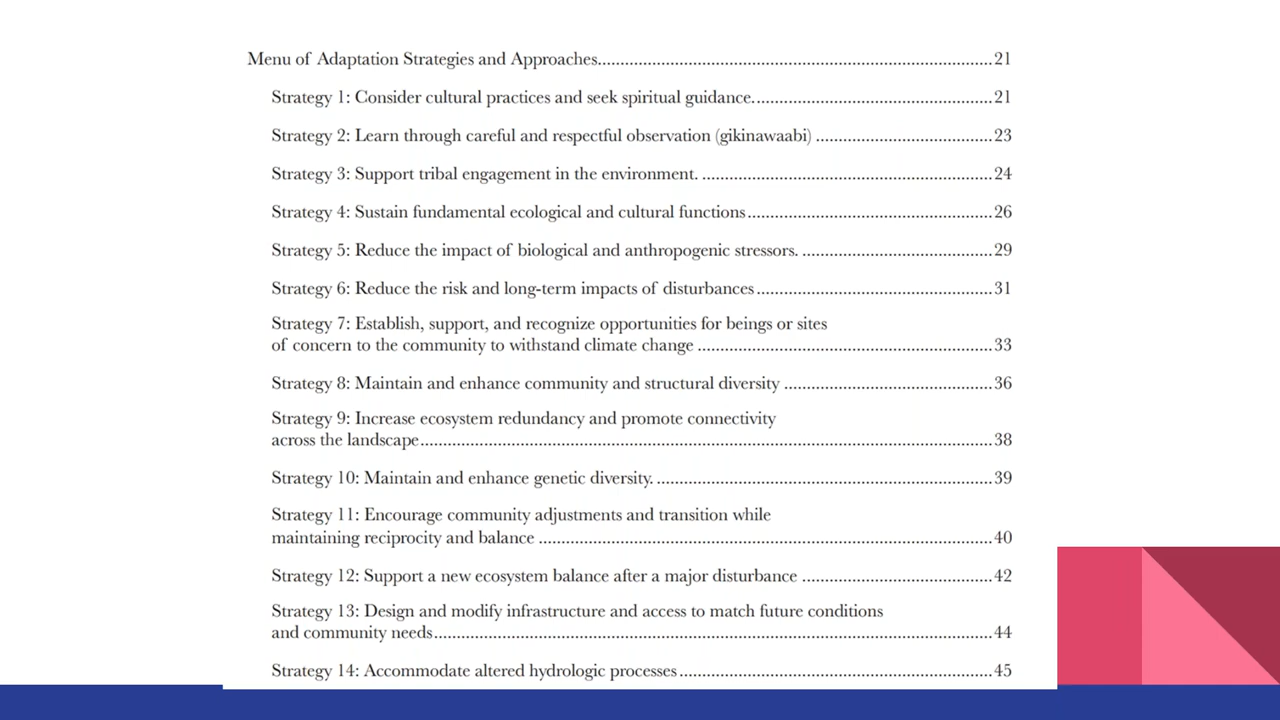 Menu of Adaptation Strategies and Approaches....................21
Strategy 1: Consider cultural practices and seek spiritual guidance.....................21
Strategy 2: Learn through careful and respectful observation (gikinawaabi) ....................23
Strategy 3: Support tribal engagement in the environment. ....................24
Strategy 4: Sustain fundamental ecological and cultural functions....................26
Strategy 5: Reduce the impact of biological and anthropogenic stressors. ....................29
Strategy 6: Reduce the risk and long-term impacts of disturbances....................31
Strategy 7: Establish, support, and recognize opportunities for beings or sites
of concern to the community to withstand climate change ....................33
Strategy 8: Maintain and enhance community and structural diversity ....................36
Strategy 9: Increase ecosystem redundancy and promote connectivity
across the landscape....................38
Strategy 10: Maintain and enhance genetic diversity. ....................39
Strategy 11: Encourage community adjustments and transition while
maintaining reciprocity and balance ....................40
Strategy 12: Support a new ecosystem balance after a major disturbance ....................42
Strategy 13: Design and modify infrastructure and access to match future conditions
and community needs....................44
Strategy 14: Accommodate altered hydrologic processes....................45